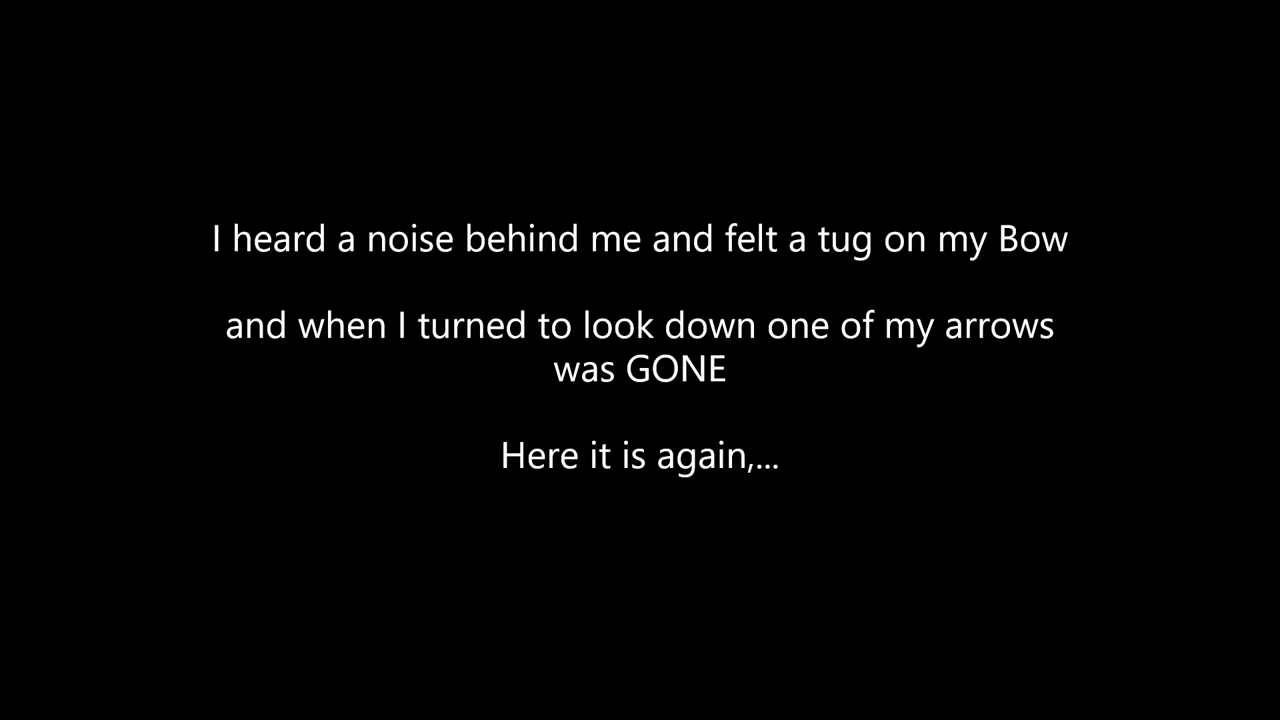 I heard a noise behind me and felt a tug on my Bow
and when I turned to look down one of my arrows
was GONE
Here it is again,...